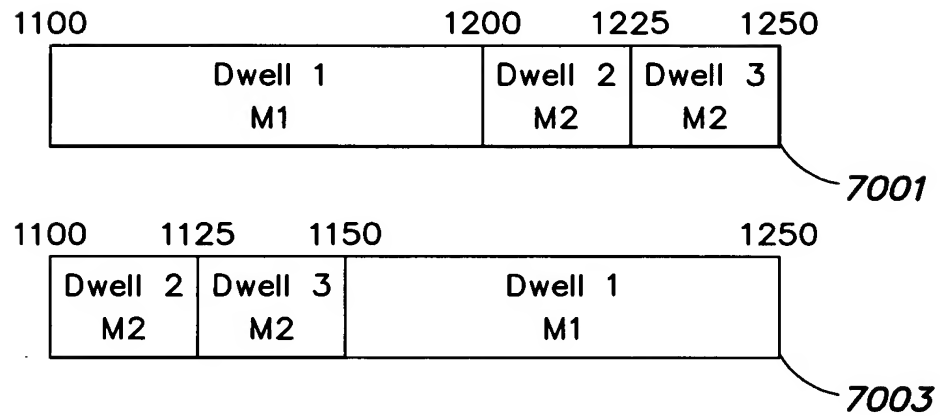 1100 1200 1225 1250
Dwell 1 Dwell 2 Dwell 3
M1 M2 M2
7001
1100 1125 1150 1250
Dwell 2 Dwell 3 Dwell 1
M2 M2 M1
7003